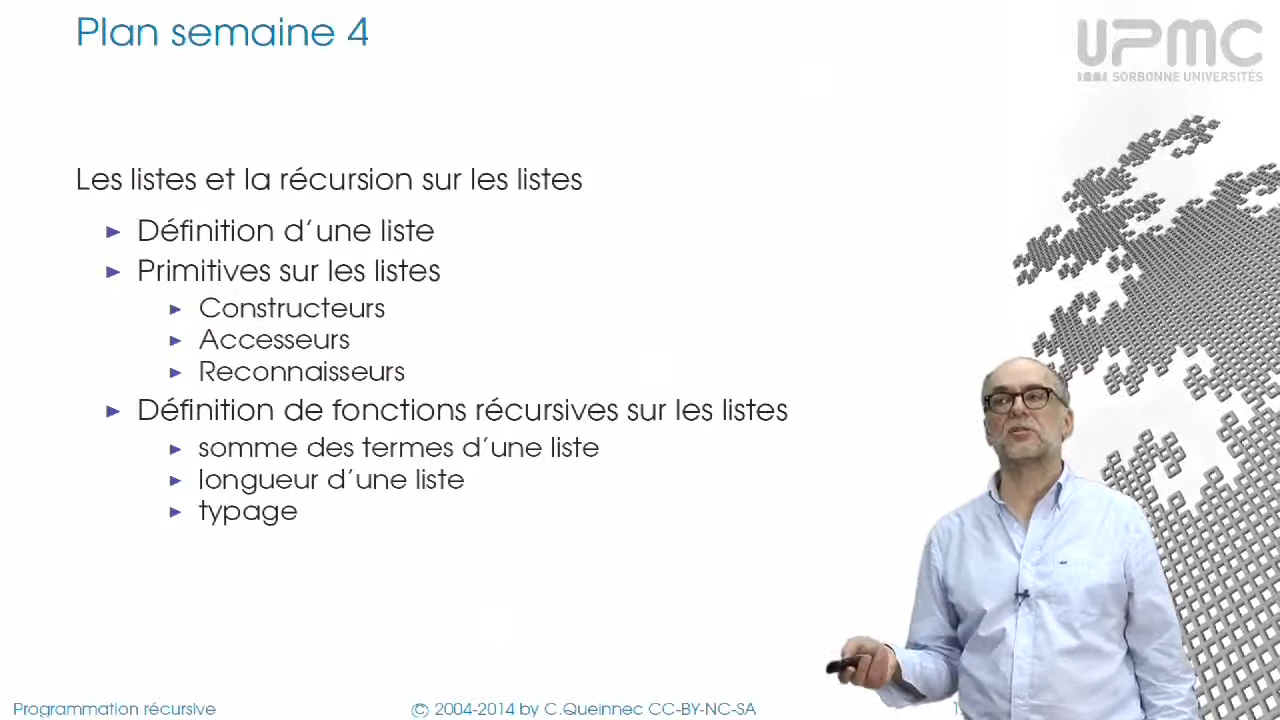 Plan semaine 4
UPMC
SORBONNE UNIVERSITÉS
Les listes et la récursion sur les listes
Définition d'une liste
Primitives sur les listes
Constructeurs
Accesseurs
Reconnaisseurs
Définition de fonctions récursives sur les listes
somme des termes d'une liste
longueur d'une liste
typage
Programmation récursive
© 2004-2014 by C.Queinnec CC-BY-NC-SA